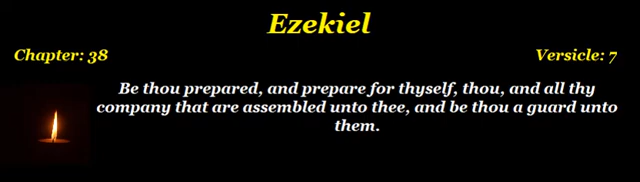 Ezekiel
Chapter: 38
Versicle: 7
Be thou prepared, and prepare for thyself, thou, and all thy
company that are assembled unto thee, and be thou a guard unto
them.